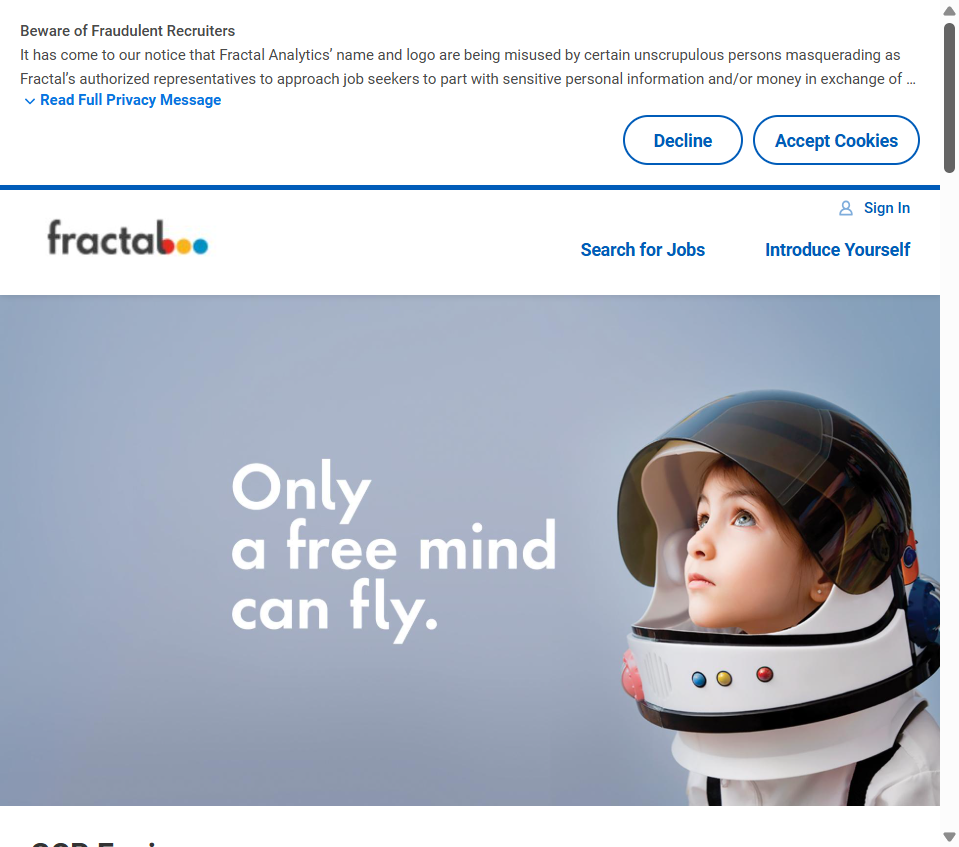 Beware of Fraudulent Recruiters
It has come to our notice that Fractal Analytics’ name and logo are being misused by certain unscrupulous persons masquerading as
Fractal’s authorized representatives to approach job seekers to part with sensitive personal information and/or money in exchange of ...
Read Full Privacy Message
Decline
Accept Cookies
Sign In
fractal
Search for Jobs
Introduce Yourself
Only
a free mind
can fly.